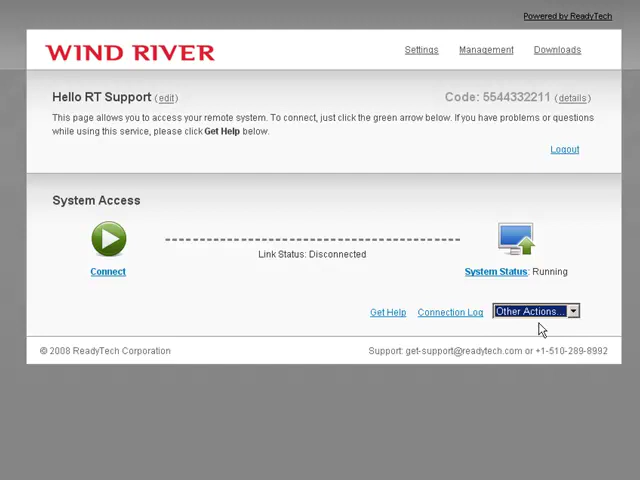 Powered by ReadyTech
WIND RIVER
Settings Management Downloads
Hello RT Support (edit) Code: 5544332211 (details)
This page allows you to access your remote system. To connect, just click the green arrow below. If you have problems or questions
while using this service, please click Get Help below.
Logout
System Access
Link Status: Disconnected
Connect System Status: Running
Get Help Connection Log Other Actions...
© 2008 ReadyTech Corporation Support: get-support@readytech.com or +1-510-289-8992